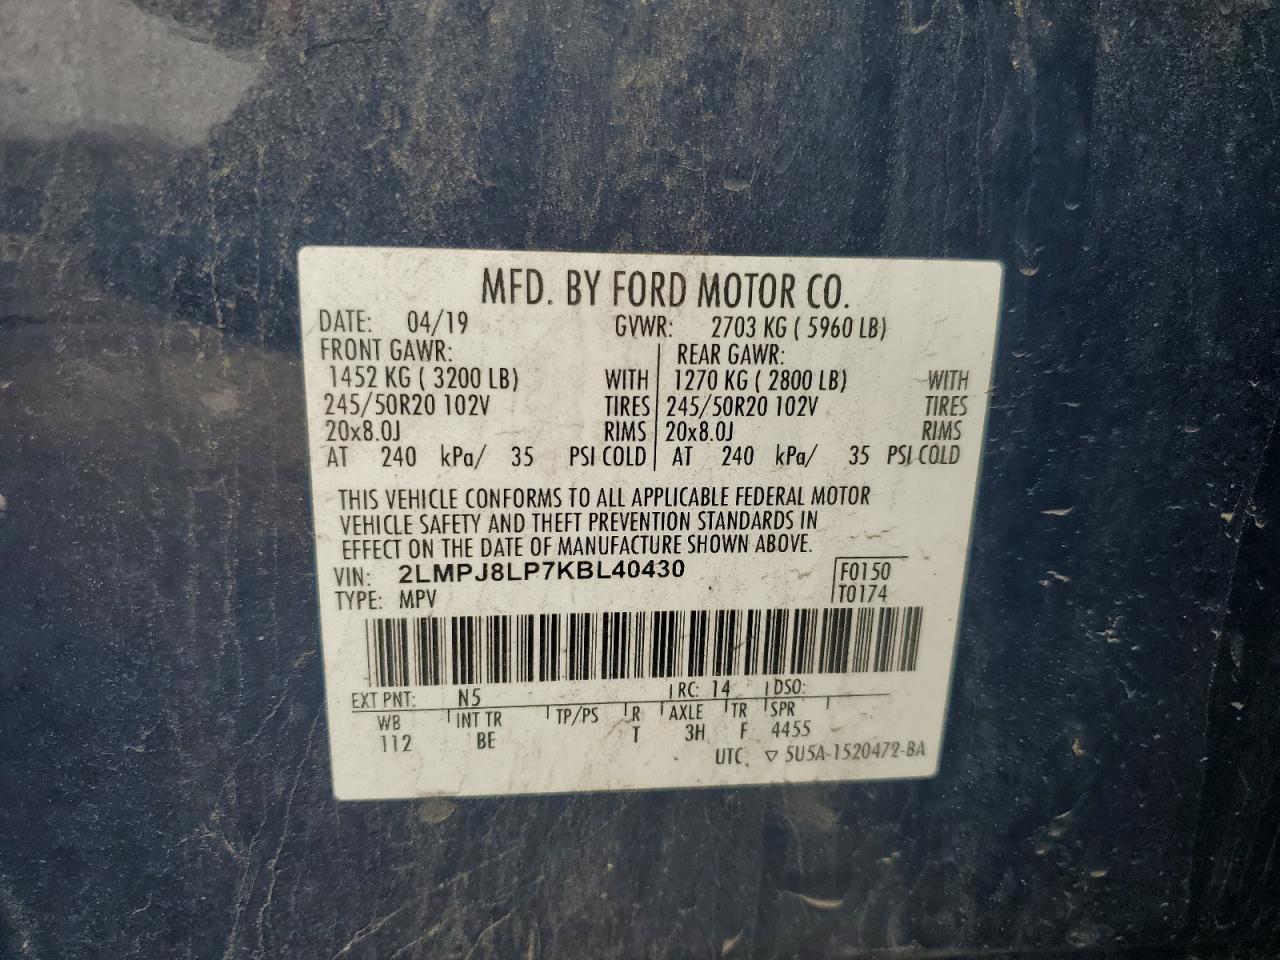 MFD. BY FORD MOTOR CO.
DATE: 04/19 GVWR: 2703 KG ( 5960 LB)
FRONT GAWR: REAR GAWR:
1452 KG ( 3200 LB) WITH 1270 KG ( 2800 LB) WITH
245/50R20 102V TIRES 245/50R20 102V TIRES
20x8.0J RIMS 20x8.0J RIMS
AT 240 kPa/ 35 PSI COLD AT 240 kPa/ 35 PSI COLD
THIS VEHICLE CONFORMS TO ALL APPLICABLE FEDERAL MOTOR
VEHICLE SAFETY AND THEFT PREVENTION STANDARDS IN
EFFECT ON THE DATE OF MANUFACTURE SHOWN ABOVE.
VIN: 2LMPJ8LP7KBL40430 F0150
TYPE: MPV T0174
EXT PNT: N5 RC: 14 DSO:
WB INT TR TP/PS R AXLE TR SPR
112 BE T 3H F 4455
UTC ▽ 5U5A-1520472-BA